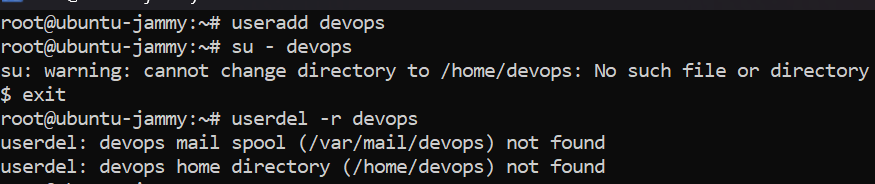 root@ubuntu-jammy:~# useradd devops
root@ubuntu-jammy:~# su - devops
su: warning: cannot change directory to /home/devops: No such file or directory
$ exit
root@ubuntu-jammy:~# userdel -r devops
userdel: devops mail spool (/var/mail/devops) not found
userdel: devops home directory (/home/devops) not found